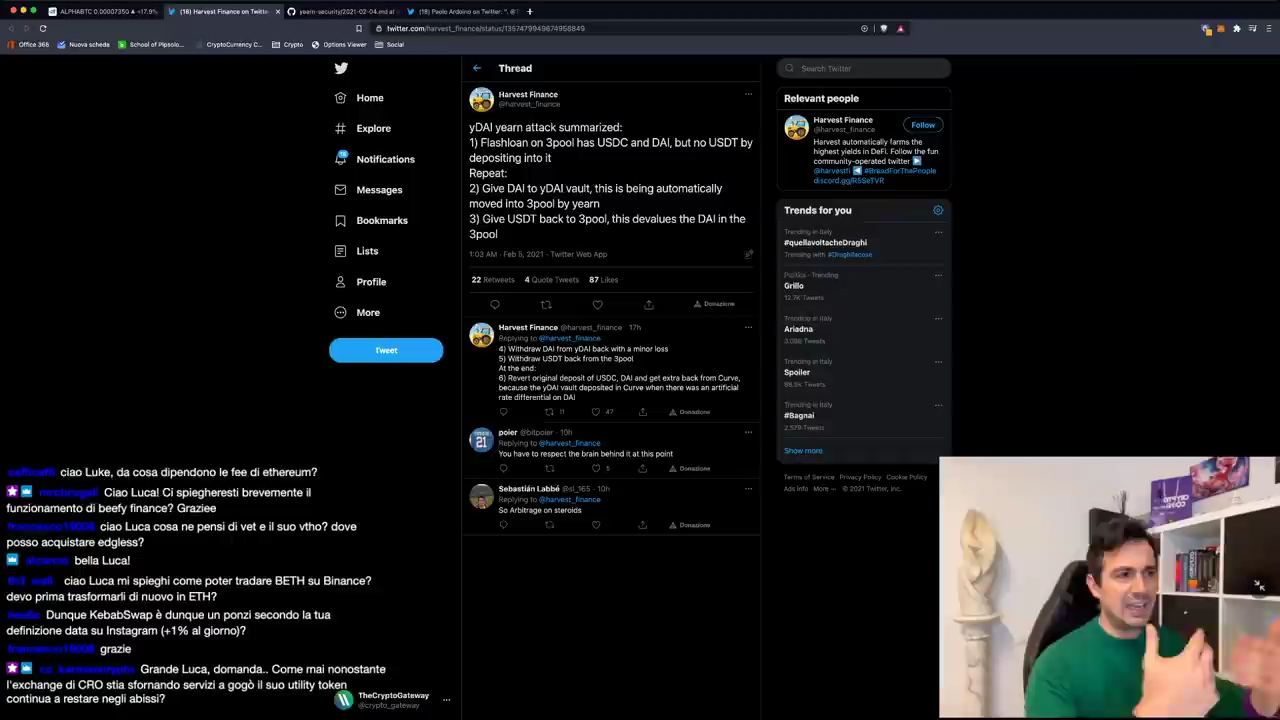 ALPHABTC 0.00007350 ▲+17.9%
(18) Harvest Finance on Twitte
yearn-security/2021-02-04.md at
(18) Paolo Ardoino on Twitter: ". @T
twitter.com/harvest_finance/status/1357479949674958849
Office 365
Nuova scheda
School of Pipsolo...
CryptoCurrency C...
Crypto
Options Viewer
Social
Home
Explore
18
Notifications
Messages
Bookmarks
Lists
Profile
More
Tweet
Thread
Harvest Finance
@harvest_finance
yDAI yearn attack summarized:
1) Flashloan on 3pool has USDC and DAI, but no USDT by
depositing into it
Repeat:
2) Give DAI to yDAI vault, this is being automatically
moved into 3pool by yearn
3) Give USDT back to 3pool, this devalues the DAI in the
3pool
1:03 AM · Feb 5, 2021 · Twitter Web App
22 Retweets 4 Quote Tweets 87 Likes
Donazione
Harvest Finance @harvest_finance · 17h
Replying to @harvest_finance
4) Withdraw DAI from yDAI back with a minor loss
5) Withdraw USDT back from the 3pool
At the end:
6) Revert original deposit of USDC, DAI and get extra back from Curve,
because the yDAI vault deposited in Curve when there was an artificial
rate differential on DAI
11 47 Donazione
poier @bitpoier · 10h
Replying to @harvest_finance
You have to respect the brain behind it at this point
5 Donazione
Sebastián Labbé @sl_165 · 10h
Replying to @harvest_finance
So Arbitrage on steroids
Donazione
Search Twitter
Relevant people
Harvest Finance
@harvest_finance
Follow
Harvest automatically farms the
highest yields in DeFi. Follow the fun
community-operated twitter
@harvestfi #BreadForThePeople
discord.gg/R5SeTVR
Trends for you
Trending in Italy
#quellavoltacheDraghi
Trending with #Draghifacose
Politics · Trending
Grillo
12.7K Tweets
Trending in Italy
Ariadna
Trending in Italy
Spoiler
Trending in Italy
#Bagnai
2,579 Tweets
Show more
Terms of Service Privacy Policy Cookie Policy
Ads info More © 2021 Twitter, Inc.
ciao Luke, da cosa dipendono le fee di ethereum?
Ciao Luca! Ci spiegheresti brevemente il
funzionamento di beefy finance? Graziee
ciao Luca cosa ne pensi di vet e il suo vtho? dove
posso acquistare edgless?
bella Luca!
ciao Luca mi spieghi come poter tradare BETH su Binance?
devo prima trasformarli di nuovo in ETH?
Dunque KebabSwap è dunque un ponzi secondo la tua
definizione data su Instagram (+1% al giorno)?
grazie
Grande Luca, domanda.. Come mai nonostante
l'exchange di CRO stia sfornando servizi a gogò il suo utility token
continua a restare negli abissi?
TheCryptoGateway
@crypto_gateway